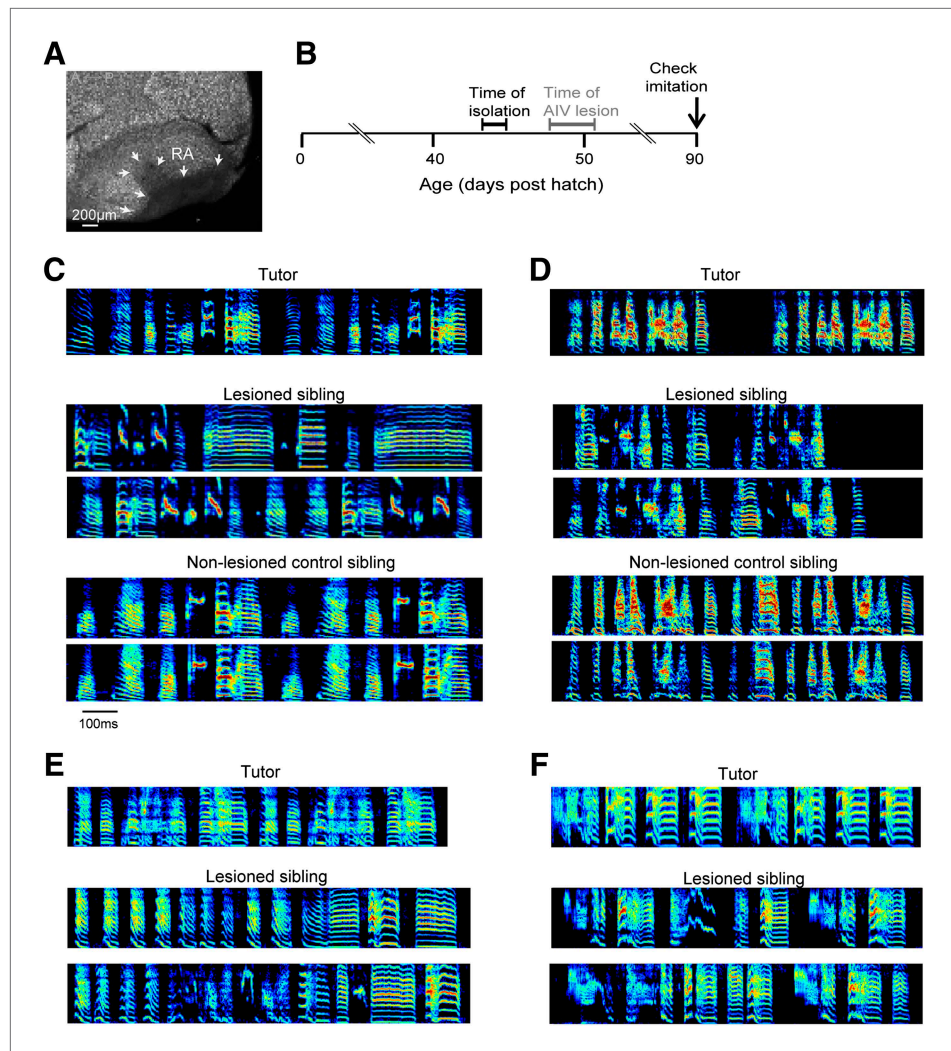 A
B
A P
RA
200μm
Time of
isolation
Time of
AIV lesion
Check
imitation
0
40
50
90
Age (days post hatch)
C
Tutor
Lesioned sibling
Non-lesioned control sibling
100ms
D
Tutor
Lesioned sibling
Non-lesioned control sibling
E
Tutor
Lesioned sibling
F
Tutor
Lesioned sibling